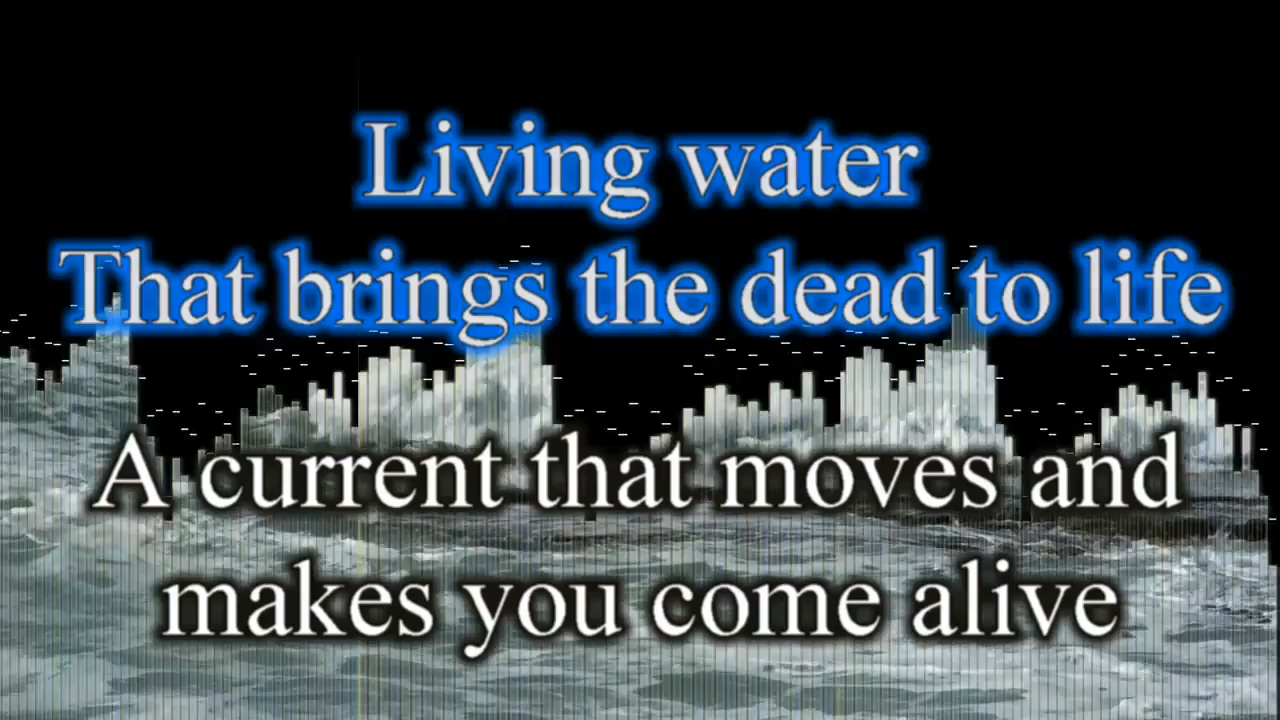 Living water
That brings the dead to life
A current that moves and
makes you come alive